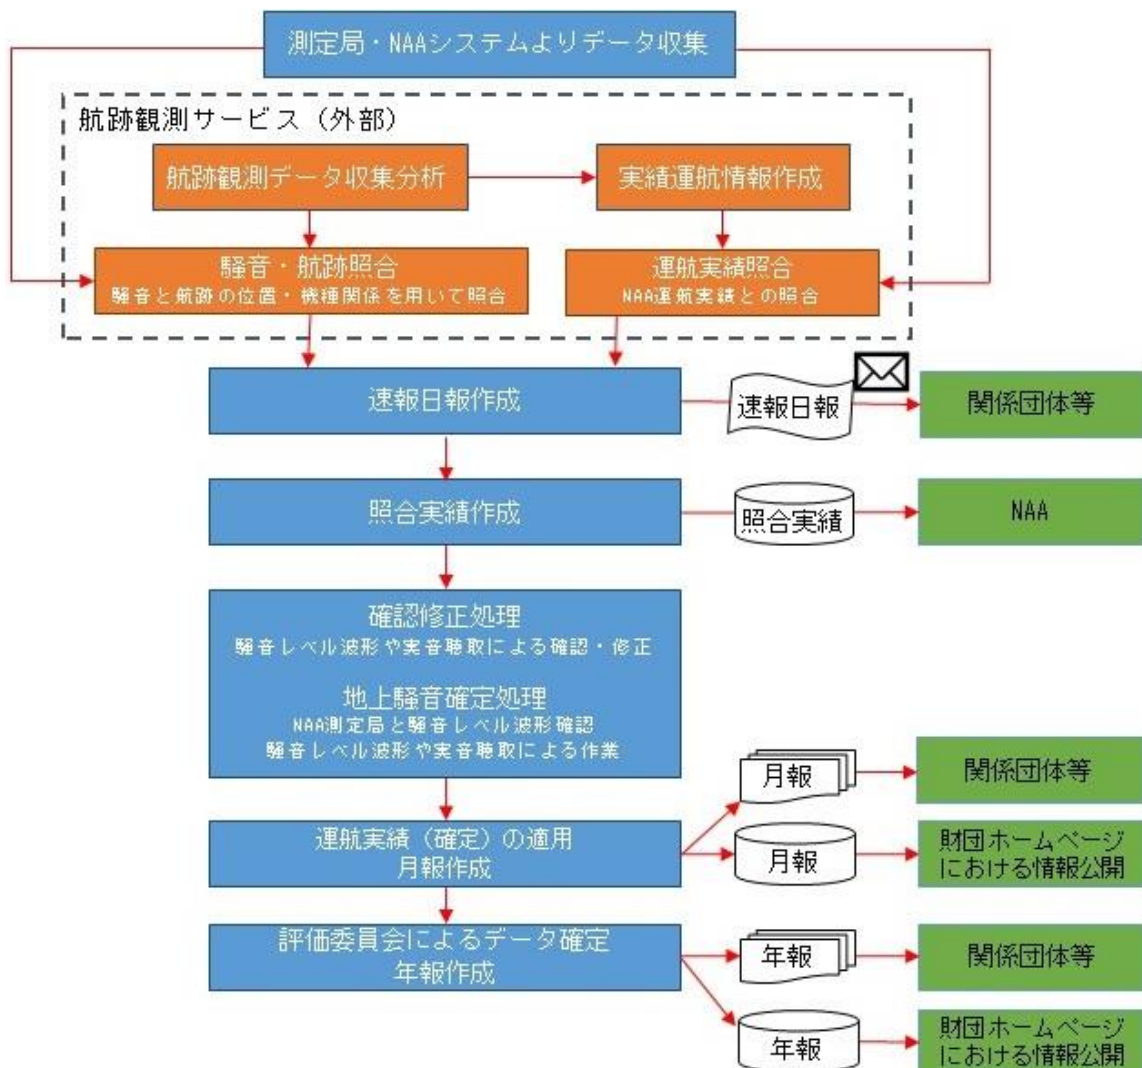 測定局・NAAシステムよりデータ収集
航跡観測サービス（外部）
航跡観測データ収集分析
実績運航情報作成
騒音・航跡照合
騒音と航跡の位置・機種関係を用いて照合
運航実績照合
NAA運航実績との照合
速報日報作成
速報日報
関係団体等
照合実績作成
照合実績
NAA
確認修正処理
騒音レベル波形や実音聴取による確認・修正
地上騒音確定処理
NAA測定局と騒音レベル波形確認
騒音レベル波形や実音聴取による作業
月報
関係団体等
運航実績（確定）の適用
月報作成
月報
財団ホームページ
における情報公開
評価委員会によるデータ確定
年報作成
年報
関係団体等
年報
財団ホームページ
における情報公開